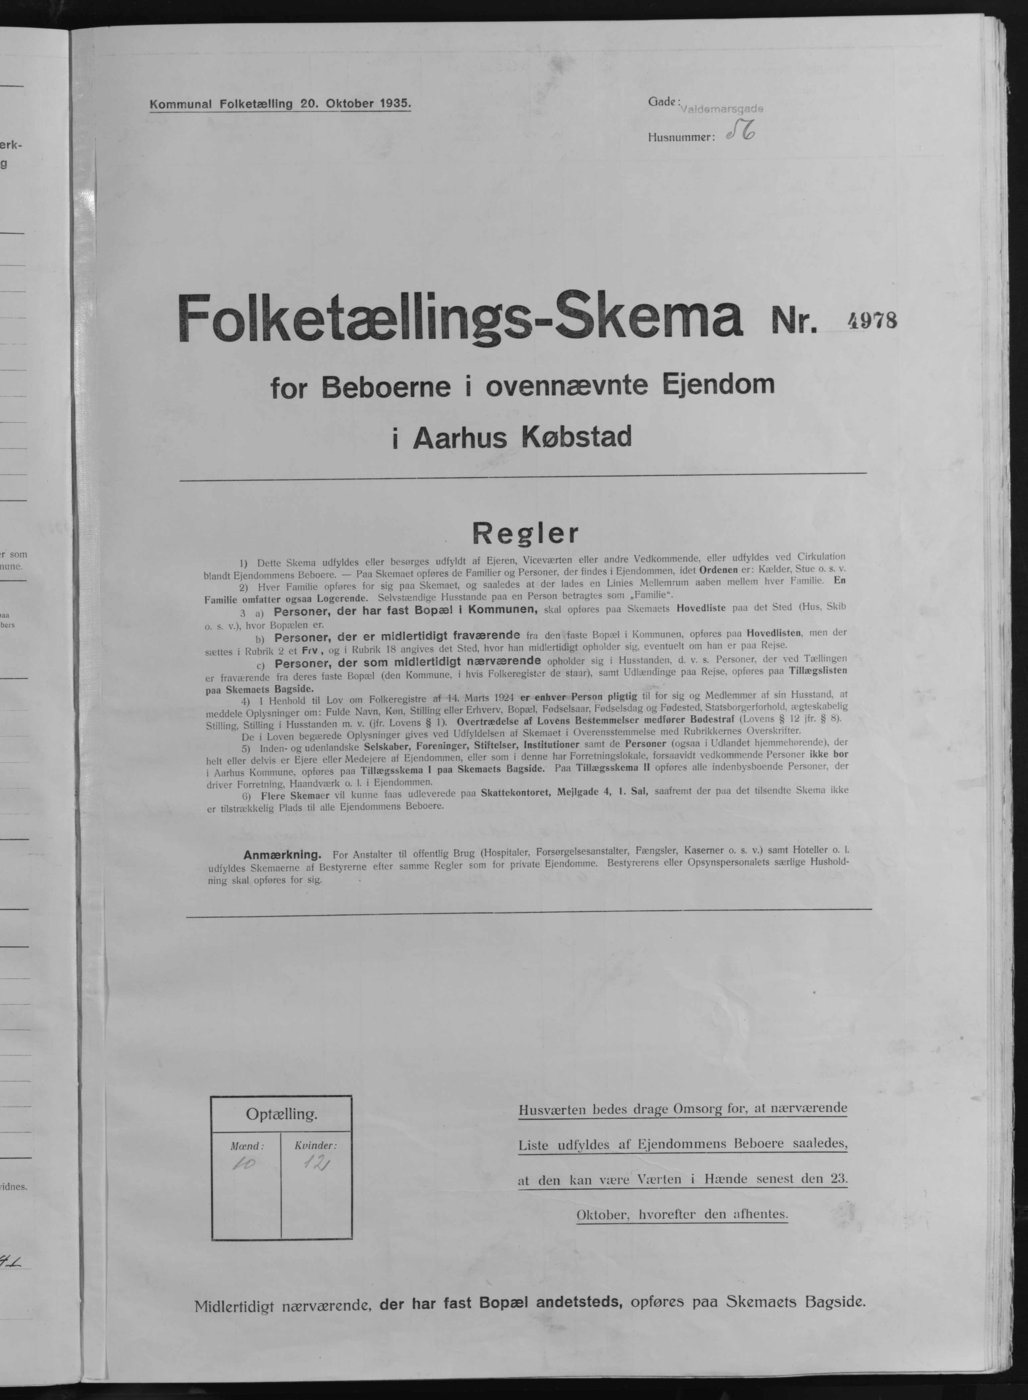 Kommunal Folketælling 20. Oktober 1935.
Gade: Valdemarsgade
Husnummer: 56
Folketællings-Skema Nr. 4978
for Beboerne i ovennævnte Ejendom
i Aarhus Købstad
Regler
1) Dette Skema udfyldes eller besørges udfyldt af Ejeren, Viceværten eller andre Vedkommende, eller udfyldes ved Cirkulation
blandt Ejendommens Beboere. — Paa Skemaet opføres de Familier og Personer, der findes i Ejendommen, idet Ordenen er: Kælder, Stue o. s. v.
2) Hver Familie opføres for sig paa Skemaet, og saaledes at der lades en Linies Mellemrum aaben mellem hver Familie. En
Familie omfatter ogsaa Logerende. Selvstændige Husstande paa en Person betragtes som „Familie".
3 a) Personer, der har fast Bopæl i Kommunen, skal opføres paa Skemaets Hovedliste paa det Sted (Hus, Skib
o. s. v.), hvor Bopælen er.
b) Personer, der er midlertidigt fraværende fra den faste Bopæl i Kommunen, opføres paa Hovedlisten, men der
sættes i Rubrik 2 et Frv., og i Rubrik 18 angives det Sted, hvor han midlertidigt opholder sig, eventuelt om han er paa Rejse.
c) Personer, der som midlertidigt nærværende opholder sig i Husstanden, d. v. s. Personer, der ved Tællingen
er fraværende fra deres faste Bopæl (den Kommune, i hvis Folkeregister de staar), samt Udlændinge paa Rejse, opføres paa Tillægslisten
paa Skemaets Bagside.
4) I Henhold til Lov om Folkeregistre af 14. Marts 1924 er enhver Person pligtig til for sig og Medlemmer af sin Husstand, at
meddele Oplysninger om: Fulde Navn, Køn, Stilling eller Erhverv, Bopæl, Fødselsaar, Fødselsdag og Fødested, Statsborgerforhold, ægteskabelig
Stilling, Stilling i Husstanden m. v. (jfr. Lovens § 1). Overtrædelse af Lovens Bestemmelser medfører Bødestraf (Lovens § 12 jfr. § 8).
De i Loven begærede Oplysninger gives ved Udfyldelsen af Skemaet i Overensstemmelse med Rubrikkernes Overskrifter.
5) Inden- og udenlandske Selskaber, Foreninger, Stiftelser, Institutioner samt de Personer (ogsaa i Udlandet hjemmehørende), der
helt eller delvis er Ejere eller Medejere af Ejendommen, eller som i denne har Forretningslokale, forsaavidt vedkommende Personer ikke bor
i Aarhus Kommune, opføres paa Tillægsskema I paa Skemaets Bagside. Paa Tillægsskema II opføres alle indenbysboende Personer, der
driver Forretning, Haandværk o. l. i Ejendommen.
6) Flere Skemaer vil kunne faas udleverede paa Skattekontoret, Mejlgade 4, 1. Sal, saafremt der paa det tilsendte Skema ikke
er tilstrækkelig Plads til alle Ejendommens Beboere.
Anmærkning. For Anstalter til offentlig Brug (Hospitaler, Forsørgelsesanstalter, Fængsler, Kaserner o. s. v.) samt Hoteller o. l.
udfyldes Skemaerne af Bestyrerne efter samme Regler som for private Ejendomme. Bestyrerens eller Opsynspersonalets særlige Hushold-
ning skal opføres for sig.
Optælling.
Mænd: Kvinder:
10 12
Husværten bedes drage Omsorg for, at nærværende
Liste udfyldes af Ejendommens Beboere saaledes,
at den kan være Værten i Hænde senest den 23.
Oktober, hvorefter den afhentes.
Midlertidigt nærværende, der har fast Bopæl andetsteds, opføres paa Skemaets Bagside.